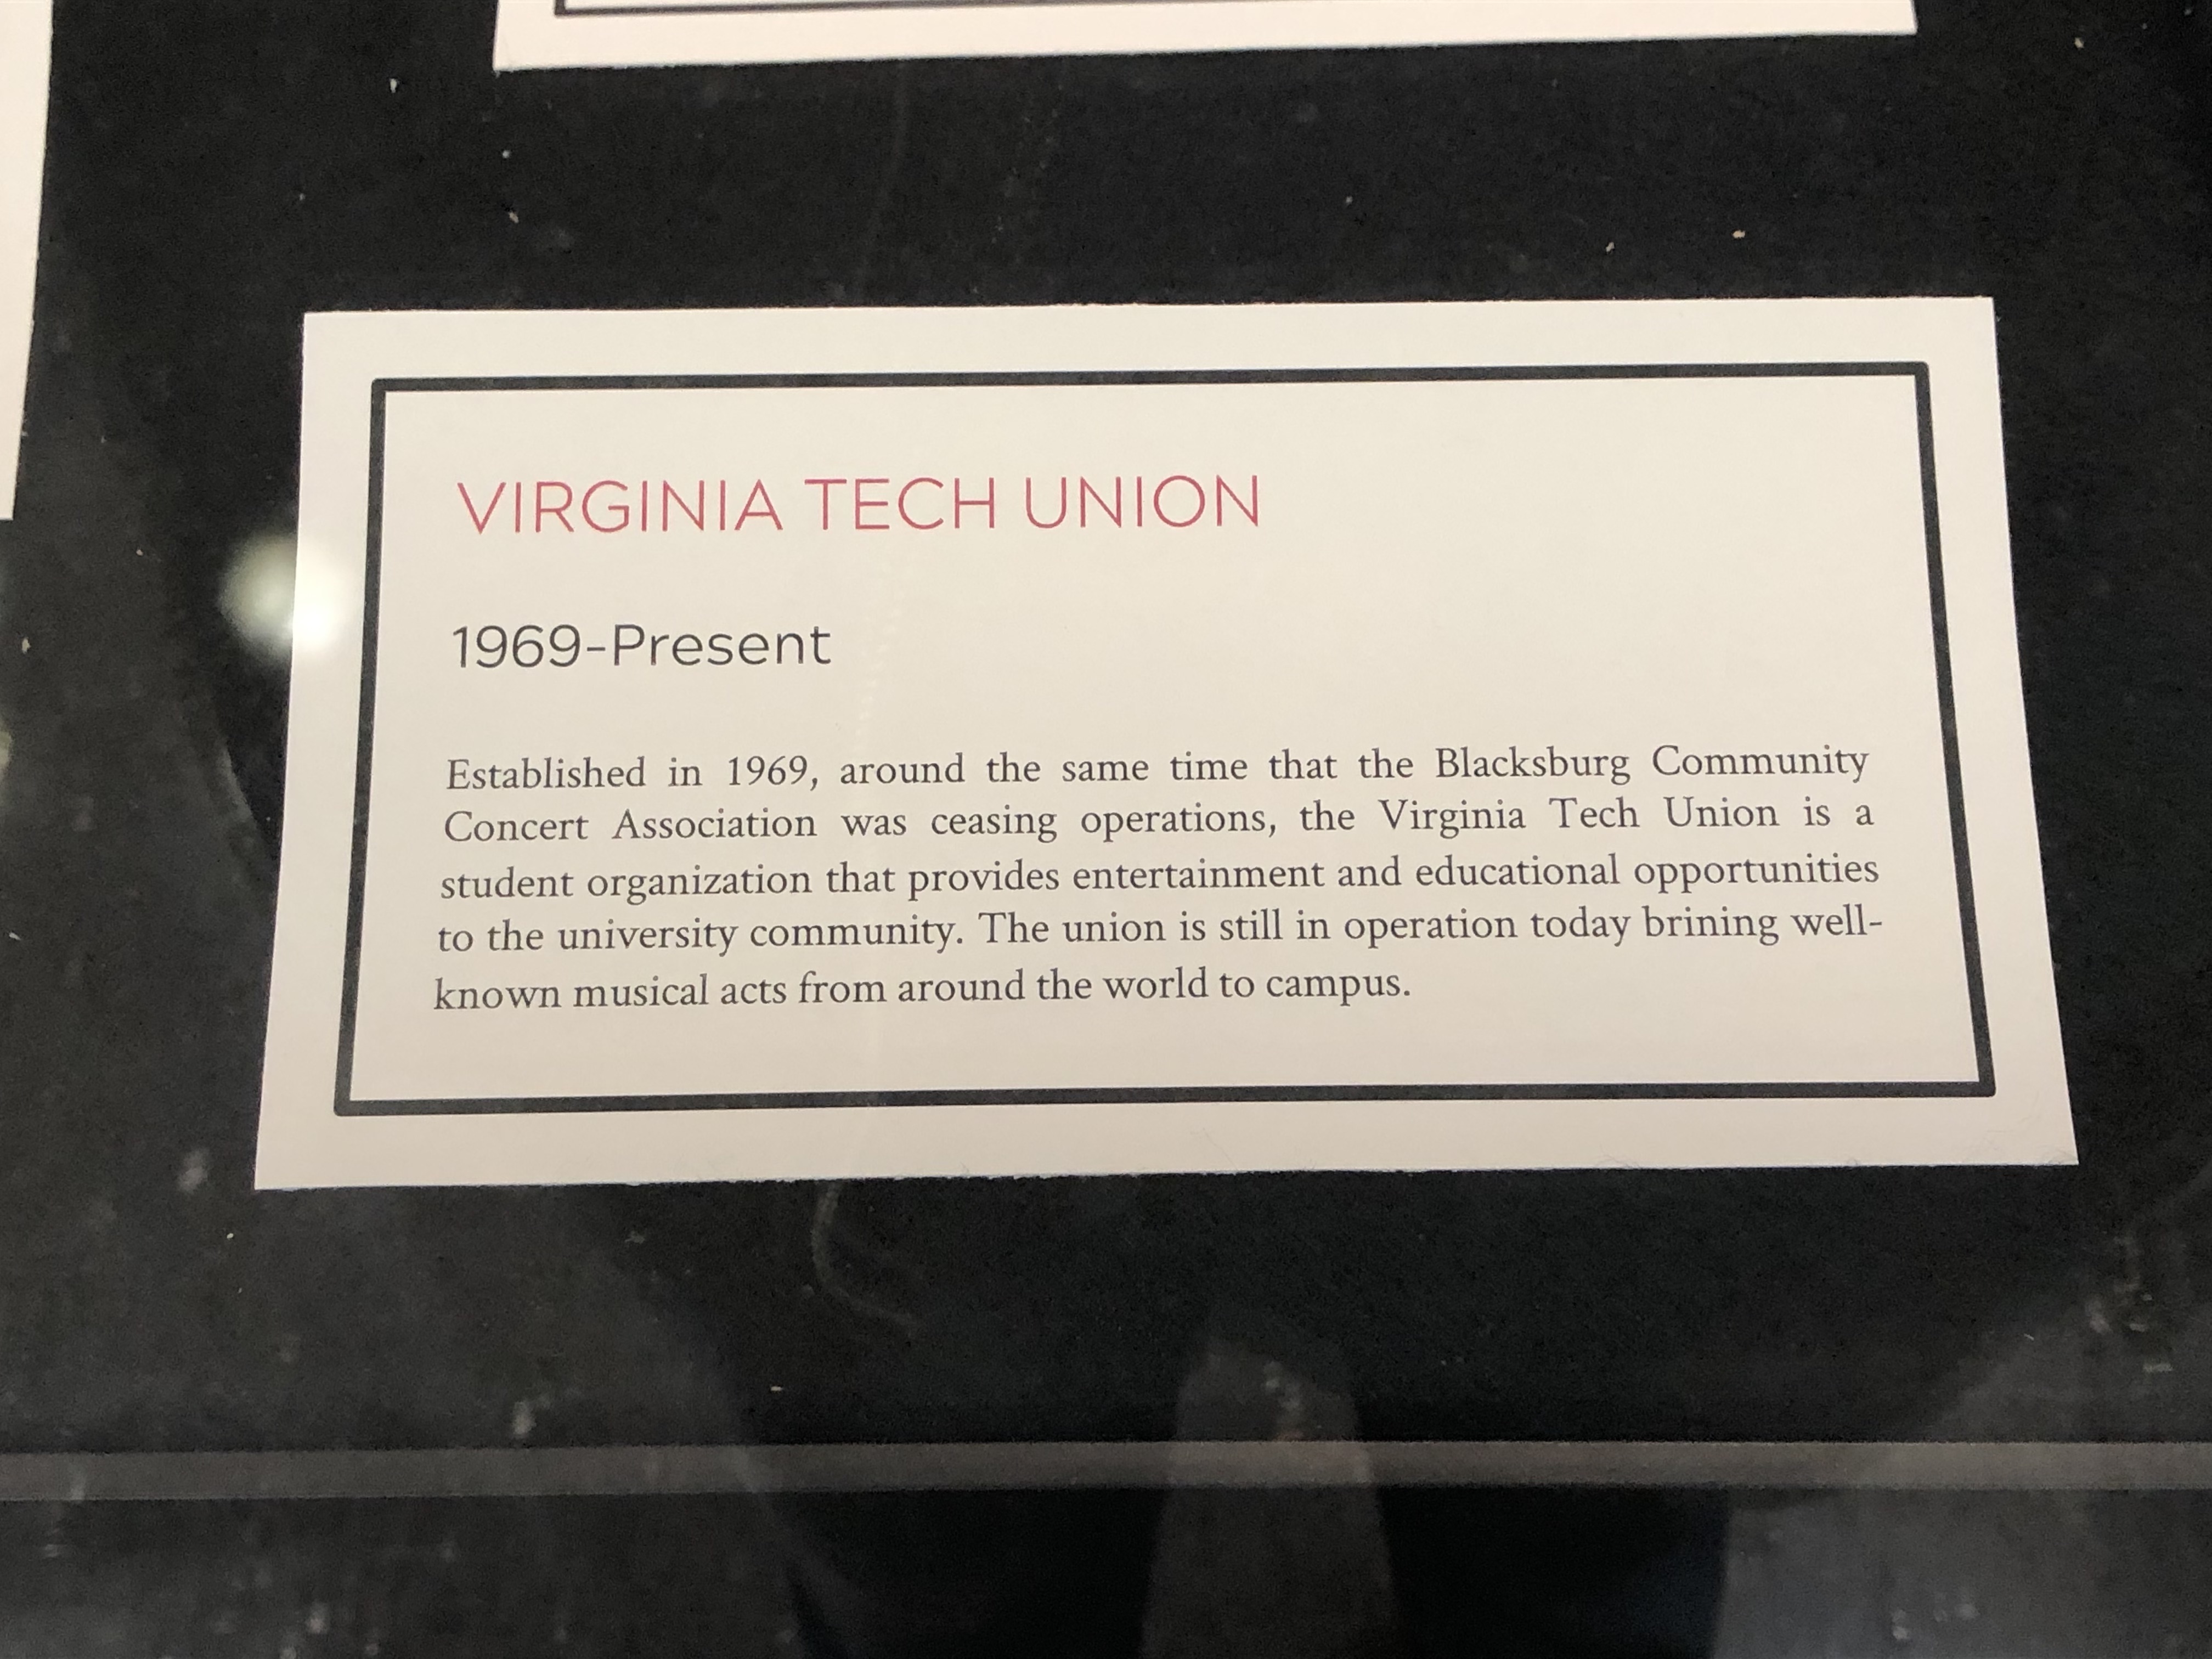 VIRGINIA TECH UNION
1969-Present
Established in 1969, around the same time that the Blacksburg Community
Concert Association was ceasing operations, the Virginia Tech Union is a
student organization that provides entertainment and educational opportunities
to the university community. The union is still in operation today brining well-
known musical acts from around the world to campus.